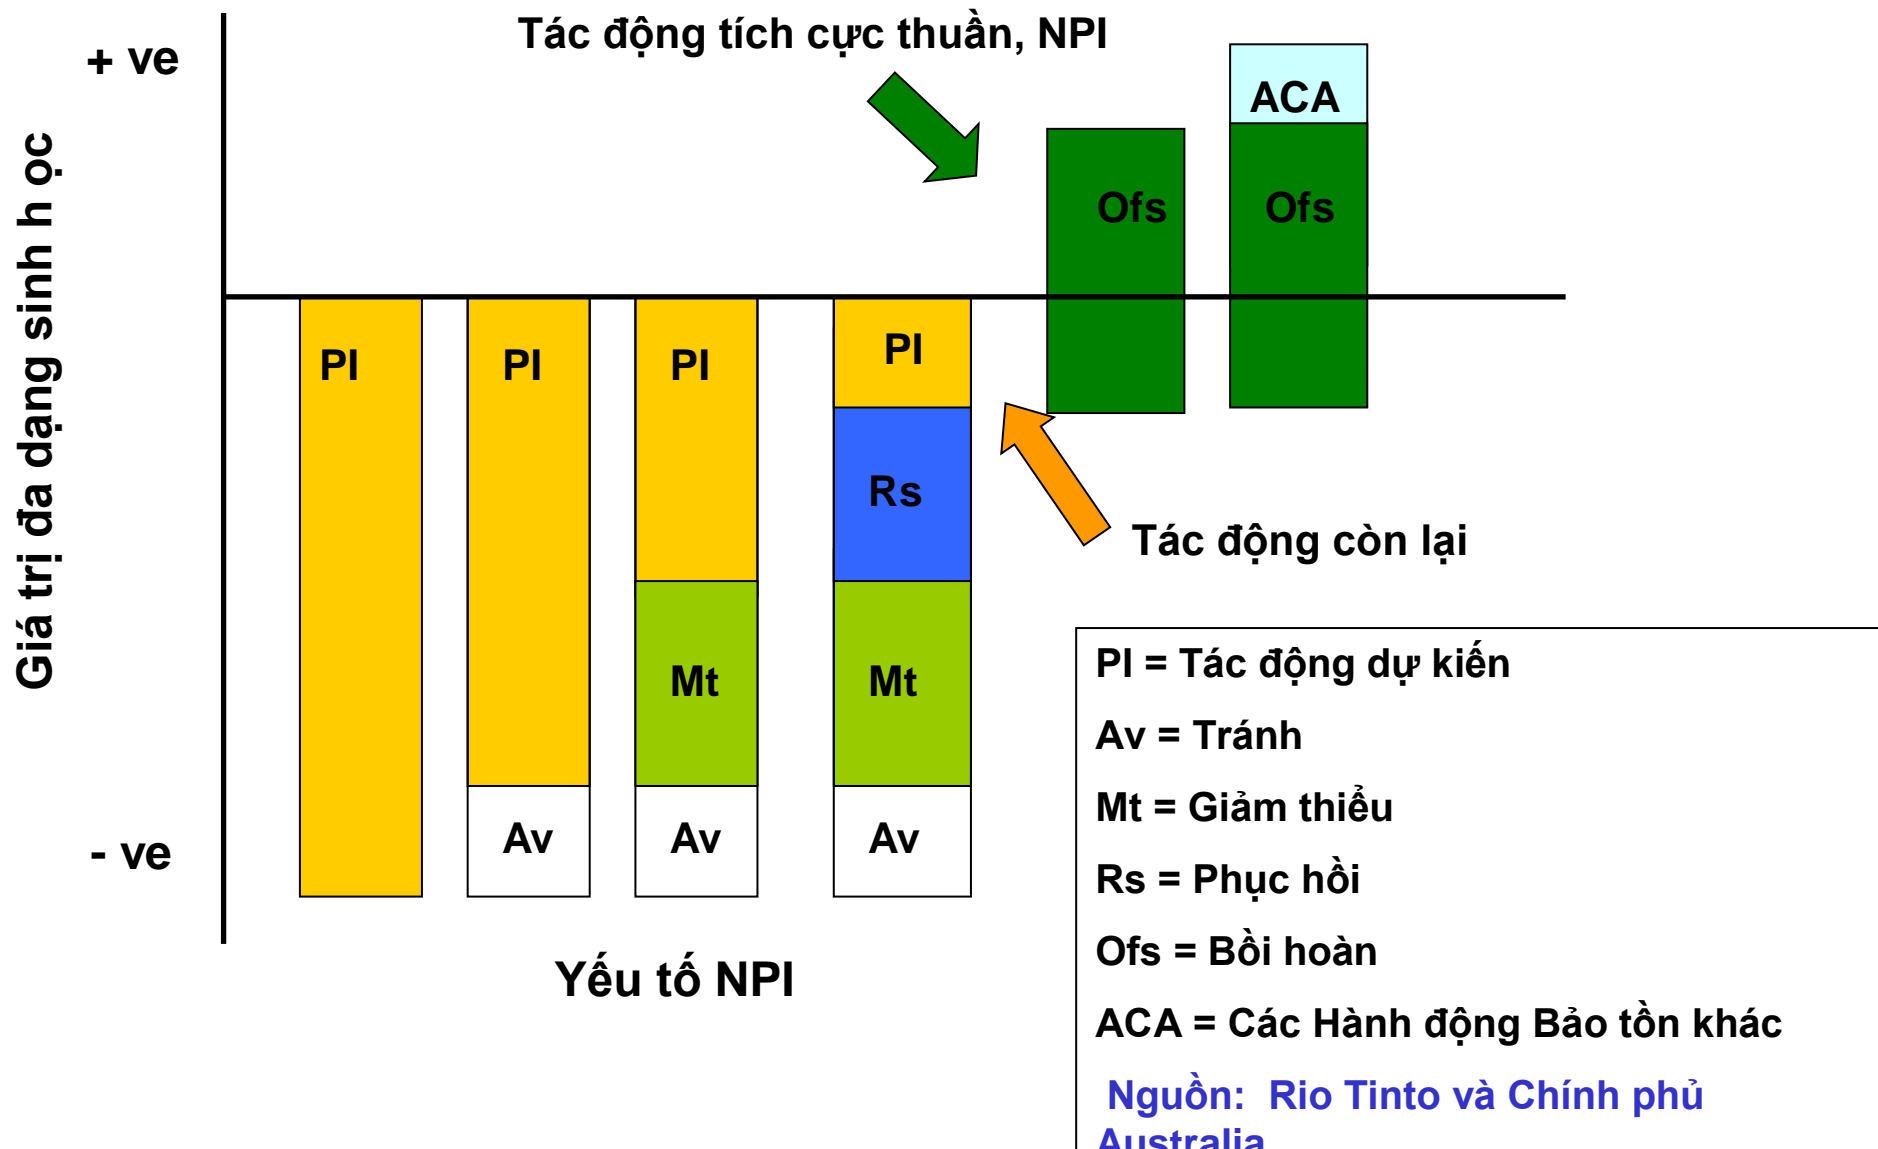 Tác động tích cực thuần, NPI
+ ve
ACA
Ofs
Ofs
Giá trị đa dạng sinh h ọc
PI
PI
PI
PI
Rs
Tác động còn lại
Mt
Mt
Av
Av
Av
- ve
Yếu tố NPI
PI = Tác động dự kiến
Av = Tránh
Mt = Giảm thiểu
Rs = Phục hồi
Ofs = Bồi hoàn
ACA = Các Hành động Bảo tồn khác
Nguồn: Rio Tinto và Chính phủ
Australia